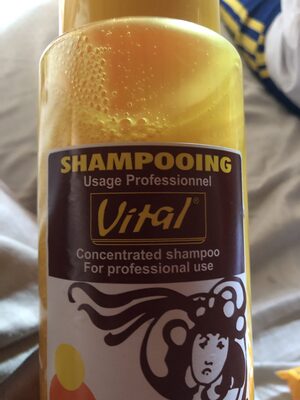 SHAMPOOING
Usage Professionnel
Vital®
Concentrated shampoo
For professional use